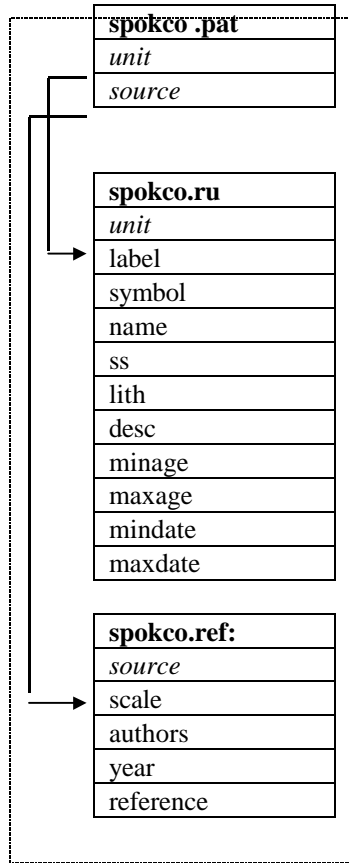 spokco .pat
unit
source
spokco.ru
unit
label
symbol
name
ss
lith
desc
minage
maxage
mindate
maxdate
spokco.ref:
source
scale
authors
year
reference